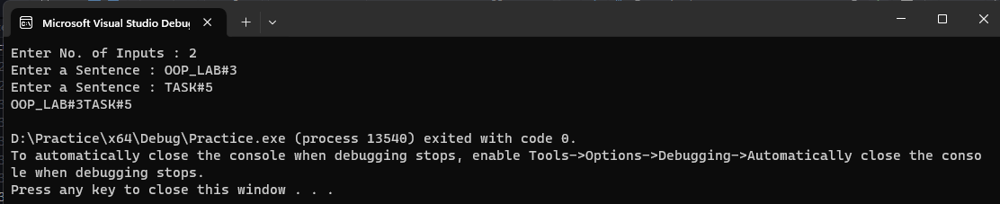 Microsoft Visual Studio Debug
Enter No. of Inputs : 2
Enter a Sentence : OOP_LAB#3
Enter a Sentence : TASK#5
OOP_LAB#3TASK#5
D:\Practice\x64\Debug\Practice.exe (process 13540) exited with code 0.
To automatically close the console when debugging stops, enable Tools->Options->Debugging->Automatically close the conso
le when debugging stops.
Press any key to close this window . . .